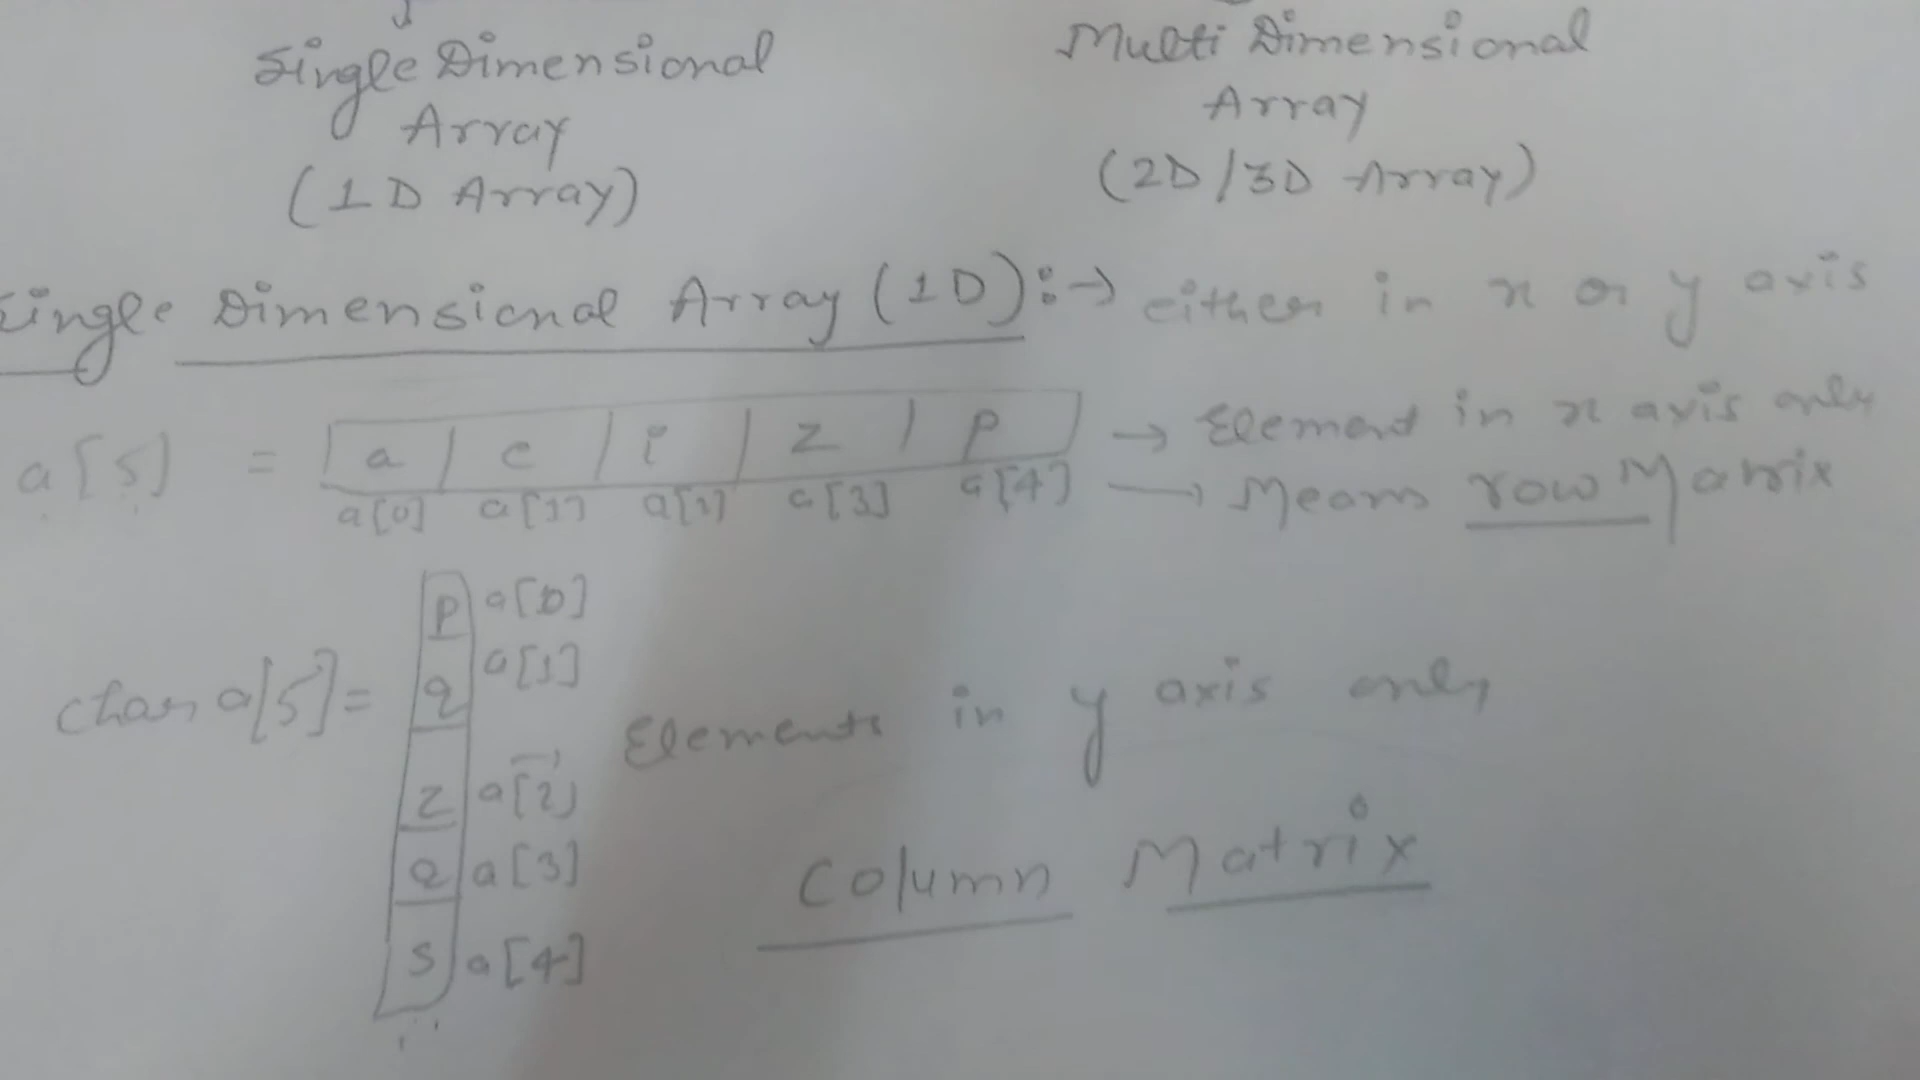 Single Dimensional
Array
(1D Array)
Multi Dimensional
Array
(2D/3D Array)
Single Dimensional Array (1D):→ either in x or y axis
a[5] = a e i z p → Element in x axis only
a[0] a[1] a[2] a[3] a[4] → Means row Matrix
p a[0]
q a[1]
char a[5] =
Elements in y axis only
z a[2]
a[3]
Column Matrix
s a[4]